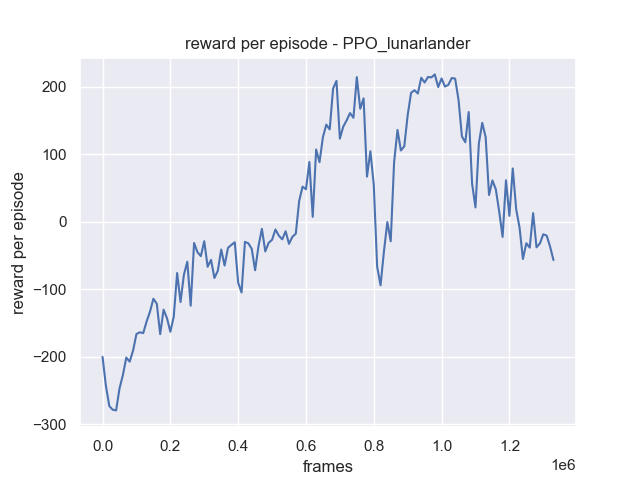 reward per episode - PPO_lunarlander
reward per episode
200
100
0
−100
−200
−300
0.0 0.2 0.4 0.6 0.8 1.0 1.2
1e6
frames